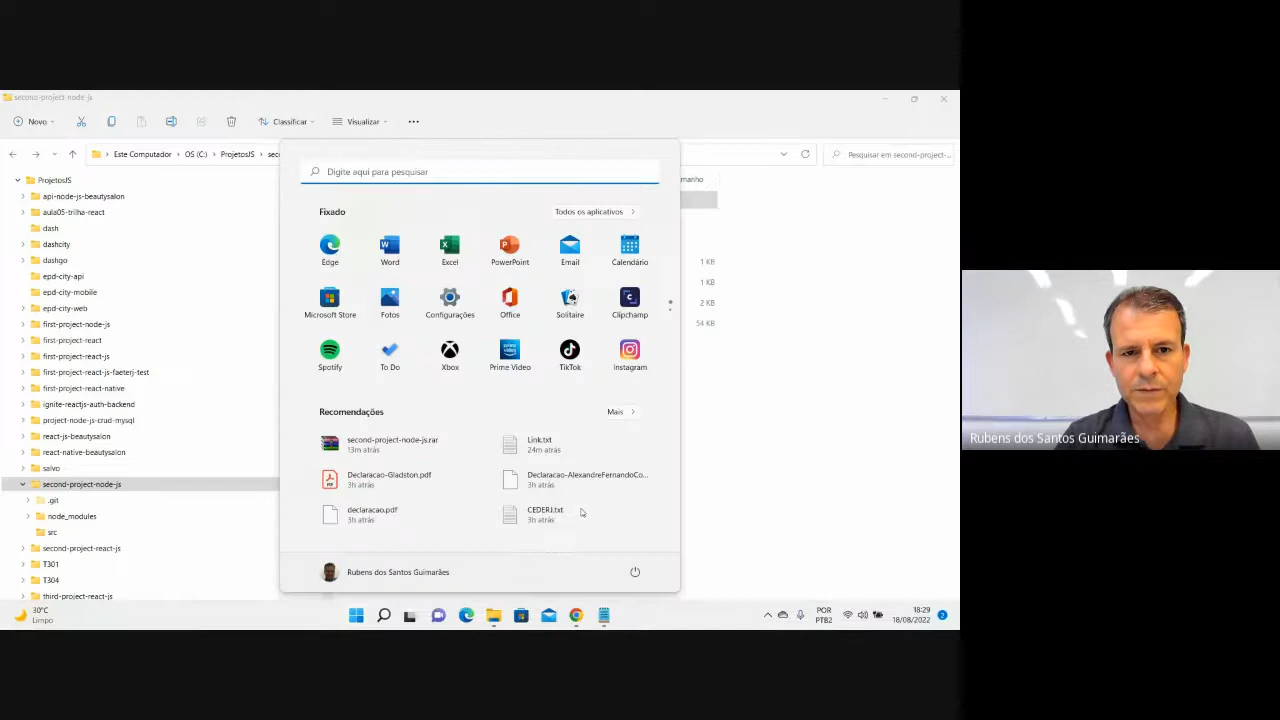 second-project-node-js
Novo
Classificar
Visualizar
Este Computador
OS (C:)
ProjetosJS
Pesquisar em second-project-...
ProjetosJS
api-node-js-beautysalon
aula05-trilha-react
dash
dashcity
dashgo
epd-city-api
epd-city-mobile
epd-city-web
first-project-node-js
first-project-react
first-project-react-js
first-project-react-js-faeterj-test
first-project-react-native
ignite-reactjs-auth-backend
project-node-js-crud-mysql
react-js-beautysalon
react-native-beautysalon
salvo
second-project-node-js
.git
node_modules
src
second-project-react-js
T301
T304
third-project-react-js
Digite aqui para pesquisar
Fixado
Todos os aplicativos
Edge
Word
Excel
PowerPoint
Email
Calendário
Microsoft Store
Fotos
Configurações
Office
Solitaire
Clipchamp
Spotify
To Do
Xbox
Prime Video
TikTok
Instagram
Recomendações
Mais
second-project-node-js.rar
13m atrás
Link.txt
24m atrás
Declaracao-Gladston.pdf
3h atrás
Declaracao-AlexandreFernandoCo...
3h atrás
declaracao.pdf
3h atrás
CEDERJ.txt
3h atrás
Rubens dos Santos Guimarães
1 KB
1 KB
2 KB
54 KB
30°C
Limpo
POR
PTB2
18:29
18/08/2022
2
Rubens dos Santos Guimarães